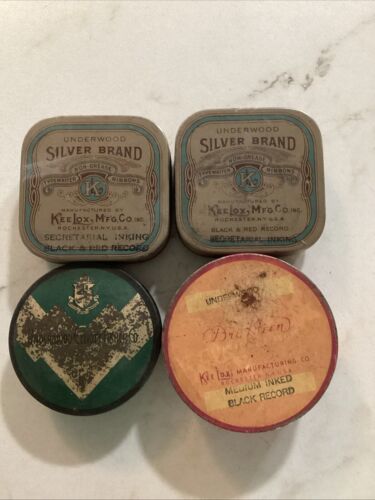 UNDERWOOD
SILVER BRAND
NON-GREASE
TYPEWRITER RIBBONS
K
MANUFACTURED BY
KEE LOX MFG. CO. INC.
ROCHESTER, N.Y. U.S.A.
SECRETARIAL INKING
BLACK & RED RECORD
UNDERWOOD
SILVER BRAND
NON-GREASE
TYPEWRITER RIBBONS
K
MANUFACTURED BY
KEE LOX MFG. CO. INC.
ROCHESTER, N.Y. U.S.A.
BLACK & RED RECORD
SECRETARIAL INKING
KEE LOX MANUFACTURING CO.
ROCHESTER, N.Y. U.S.A.
MEDIUM INKED
BLACK RECORD